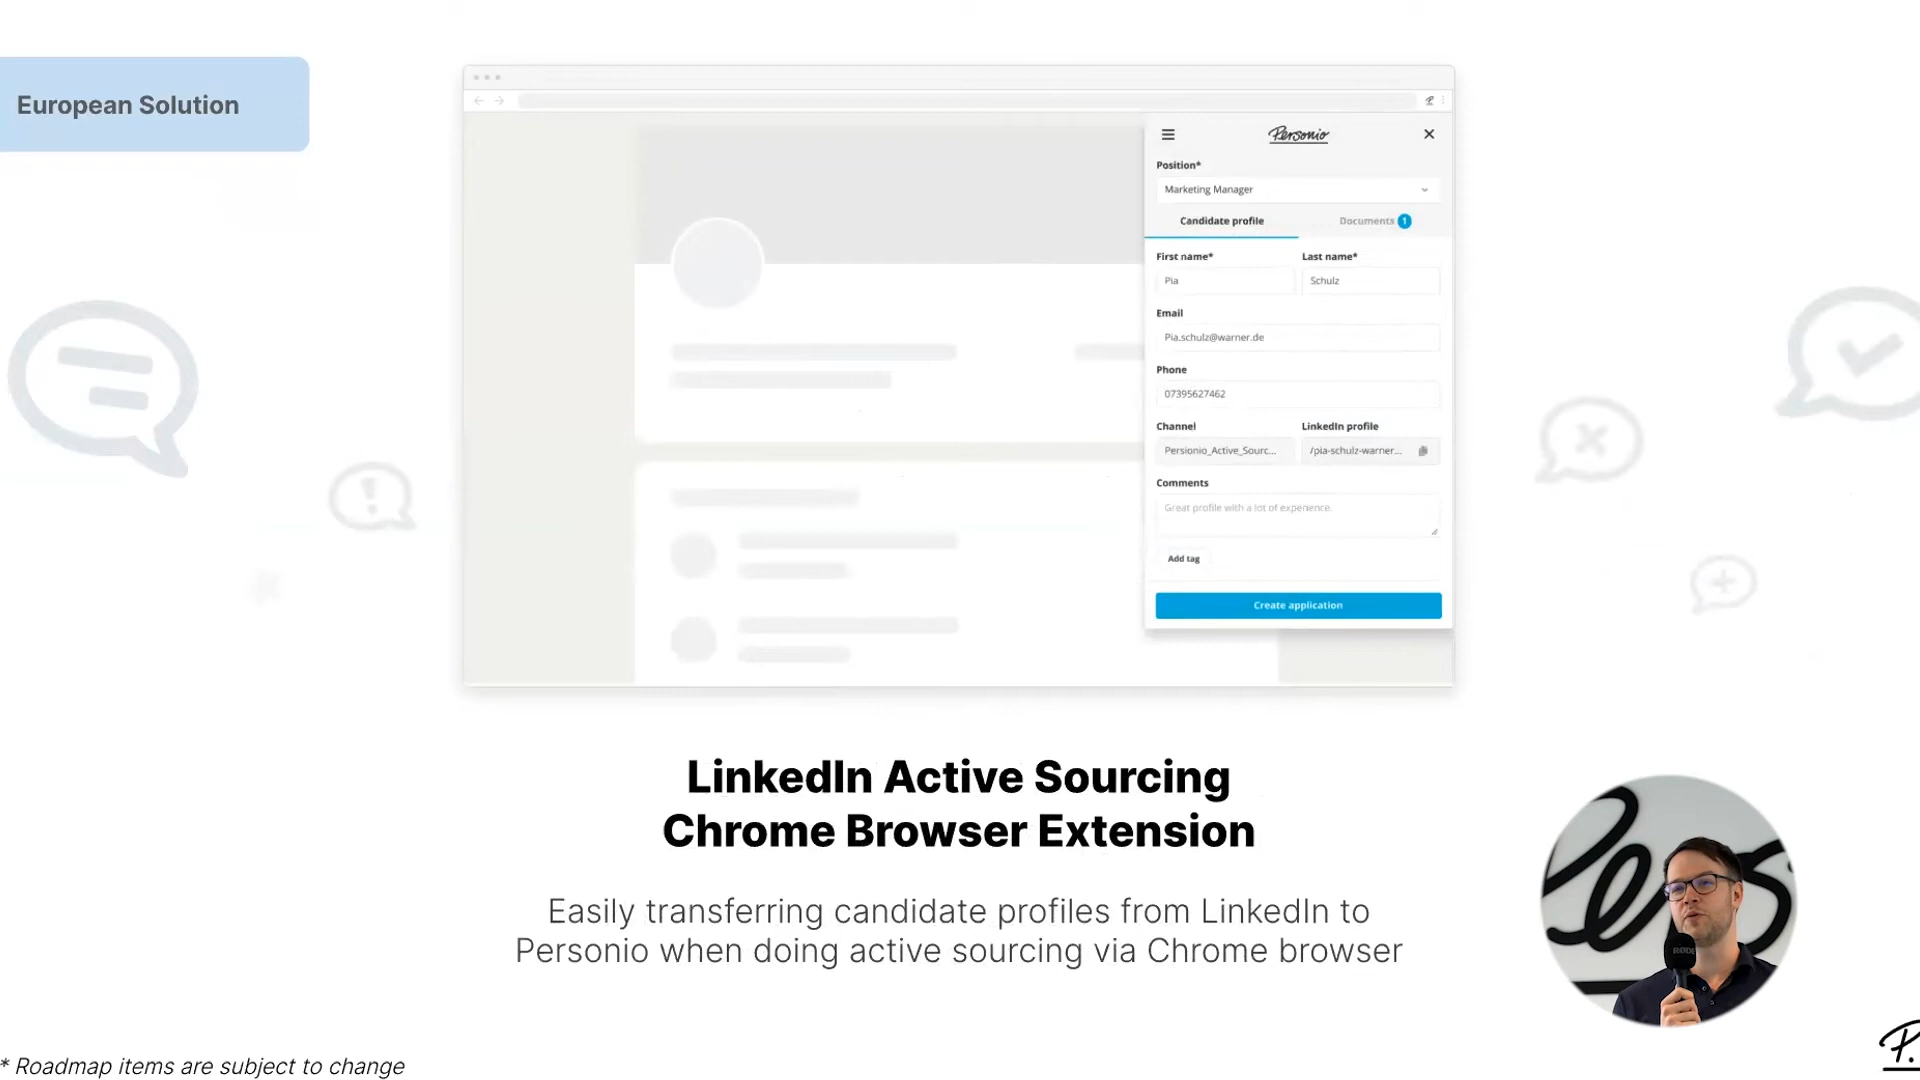 European Solution
Personio
Position*
Marketing Manager
Candidate profile
Documents 1
First name*
Last name*
Pia
Schulz
Email
Pia.schulz@warner.de
Phone
07395627462
Channel
LinkedIn profile
Persionio_Active_Sourc...
/pia-schulz-warner...
Comments
Great profile with a lot of experience.
Add tag
Create application
LinkedIn Active Sourcing
Chrome Browser Extension
Easily transferring candidate profiles from LinkedIn to
Personio when doing active sourcing via Chrome browser
Pers
RØDE
* Roadmap items are subject to change
P.